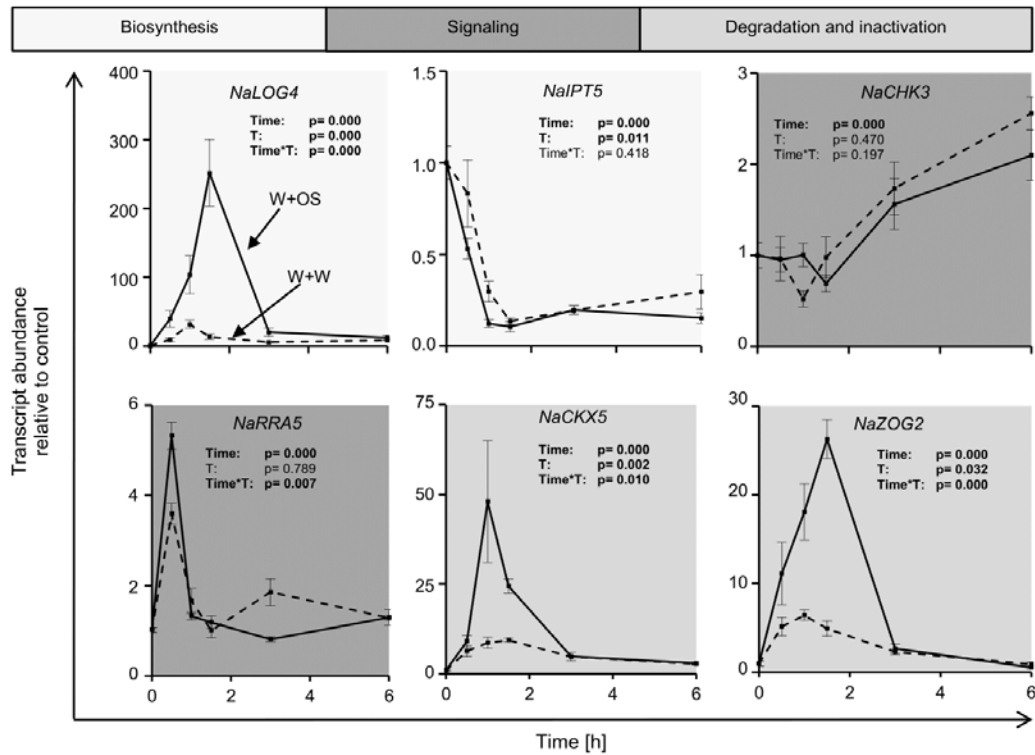 Biosynthesis
Signaling
Degradation and inactivation
Transcript abundance
relative to control
400
300
200
100
0
NaLOG4
Time: p= 0.000
T: p= 0.000
Time*T: p= 0.000
W+OS
W+W
1.5
1.0
0.5
0.0
NaIPT5
Time: p= 0.000
T: p= 0.011
Time*T: p= 0.418
3
2
1
0
NaCHK3
Time: p= 0.000
T: p= 0.470
Time*T: p= 0.197
6
4
2
0
NaRRA5
Time: p= 0.000
T: p= 0.789
Time*T: p= 0.007
0 2 4 6
75
50
25
0
NaCKX5
Time: p= 0.000
T: p= 0.002
Time*T: p= 0.010
0 2 4 6
30
20
10
0
NaZOG2
Time: p= 0.000
T: p= 0.032
Time*T: p= 0.000
0 2 4 6
Time [h]